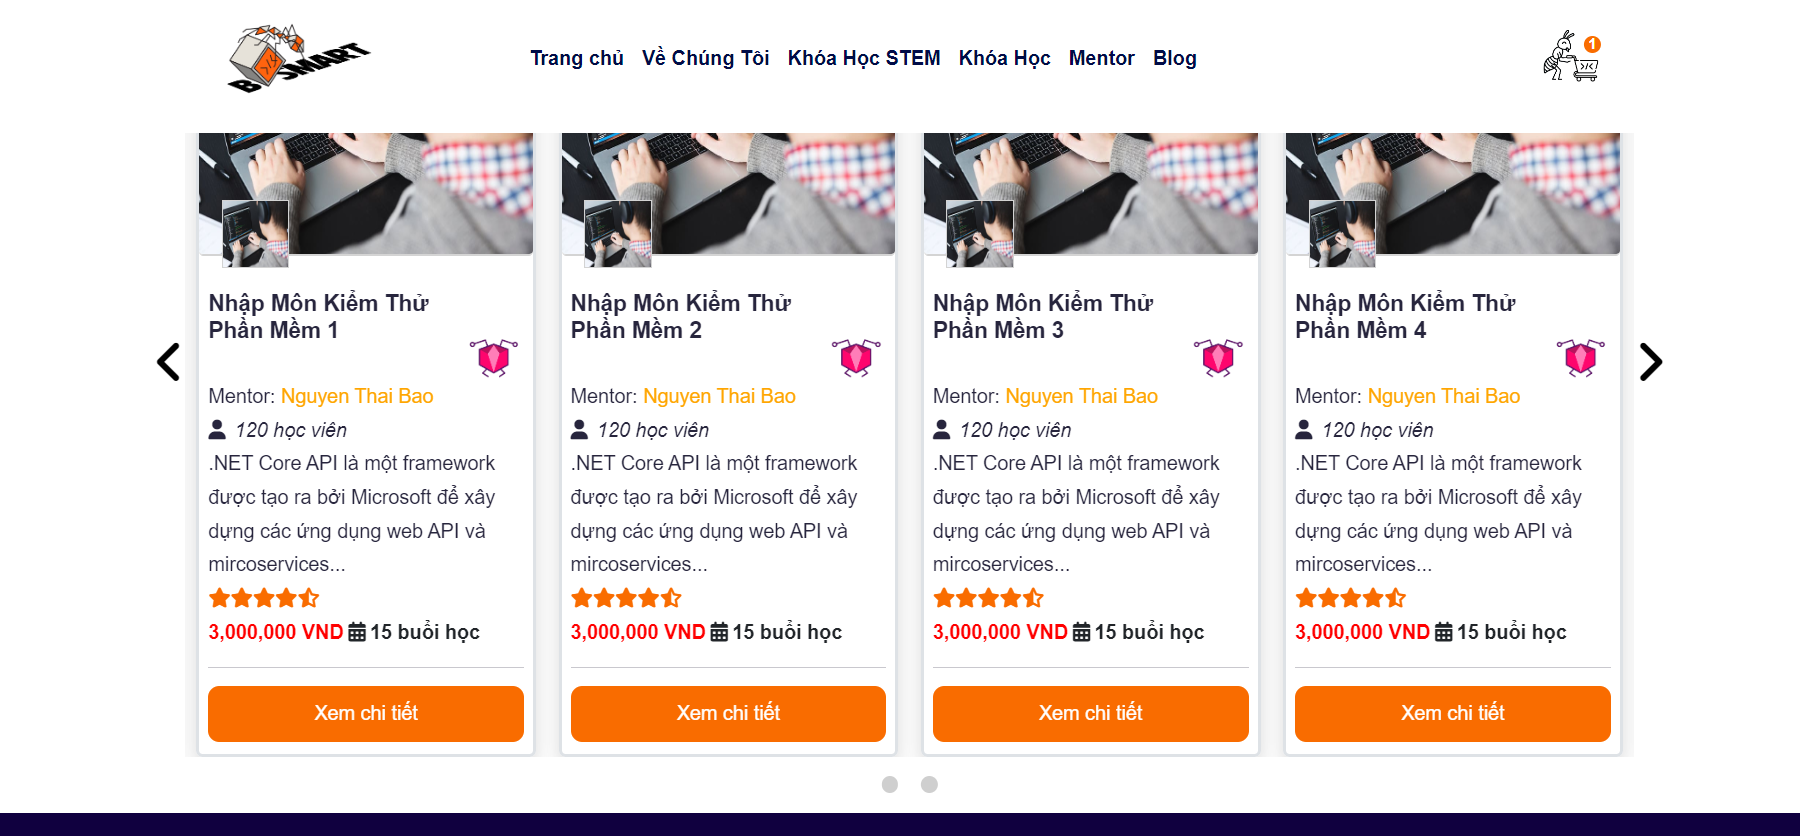 B SMART
Trang chủ Về Chúng Tôi Khóa Học STEM Khóa Học Mentor Blog
1
Nhập Môn Kiểm Thử
Phần Mềm 1
Mentor: Nguyen Thai Bao
120 học viên
.NET Core API là một framework
được tạo ra bởi Microsoft để xây
dựng các ứng dụng web API và
mircoservices...
3,000,000 VND 15 buổi học
Xem chi tiết
Nhập Môn Kiểm Thử
Phần Mềm 2
Mentor: Nguyen Thai Bao
120 học viên
.NET Core API là một framework
được tạo ra bởi Microsoft để xây
dựng các ứng dụng web API và
mircoservices...
3,000,000 VND 15 buổi học
Xem chi tiết
Nhập Môn Kiểm Thử
Phần Mềm 3
Mentor: Nguyen Thai Bao
120 học viên
.NET Core API là một framework
được tạo ra bởi Microsoft để xây
dựng các ứng dụng web API và
mircoservices...
3,000,000 VND 15 buổi học
Xem chi tiết
Nhập Môn Kiểm Thử
Phần Mềm 4
Mentor: Nguyen Thai Bao
120 học viên
.NET Core API là một framework
được tạo ra bởi Microsoft để xây
dựng các ứng dụng web API và
mircoservices...
3,000,000 VND 15 buổi học
Xem chi tiết